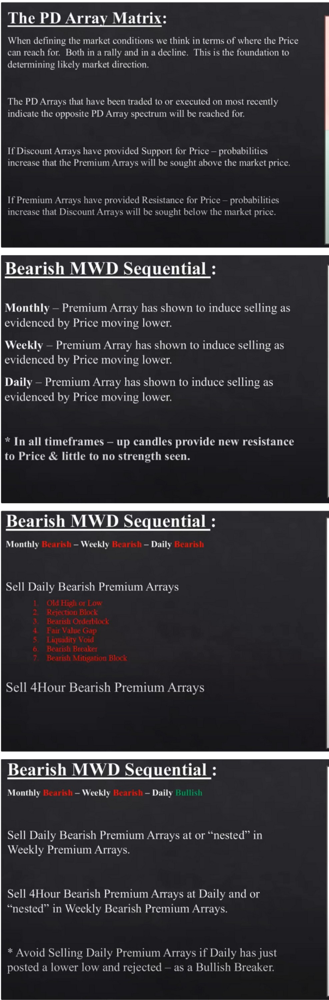 The PD Array Matrix:
When defining the market conditions we think in terms of where the Price
can reach for. Both in a rally and in a decline. This is the foundation to
determining likely market direction.
The PD Arrays that have been traded to or executed on most recently
indicate the opposite PD Array spectrum will be reached for.
If Discount Arrays have provided Support for Price – probabilities
increase that the Premium Arrays will be sought above the market price.
If Premium Arrays have provided Resistance for Price – probabilities
increase that Discount Arrays will be sought below the market price.
Bearish MWD Sequential :
Monthly – Premium Array has shown to induce selling as
evidenced by Price moving lower.
Weekly – Premium Array has shown to induce selling as
evidenced by Price moving lower.
Daily – Premium Array has shown to induce selling as
evidenced by Price moving lower.
* In all timeframes – up candles provide new resistance
to Price & little to no strength seen.
Bearish MWD Sequential :
Monthly Bearish – Weekly Bearish – Daily Bearish
Sell Daily Bearish Premium Arrays
1. Old High or Low
2. Rejection Block
3. Bearish Orderblock
4. Fair Value Gap
5. Liquidity Void
6. Bearish Breaker
7. Bearish Mitigation Block
Sell 4Hour Bearish Premium Arrays
Bearish MWD Sequential :
Monthly Bearish – Weekly Bearish – Daily Bullish
Sell Daily Bearish Premium Arrays at or “nested” in
Weekly Premium Arrays.
Sell 4Hour Bearish Premium Arrays at Daily and or
“nested” in Weekly Bearish Premium Arrays.
* Avoid Selling Daily Premium Arrays if Daily has just
posted a lower low and rejected – as a Bullish Breaker.